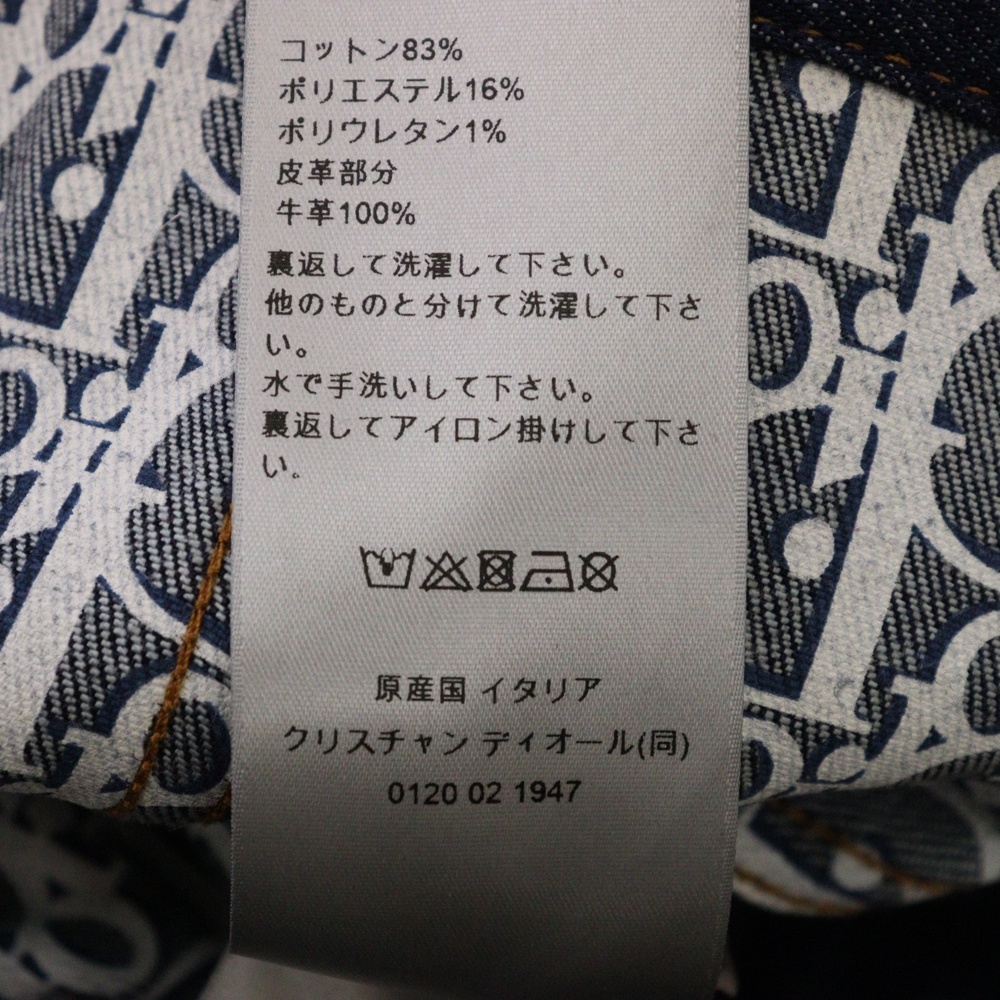 コットン83%
ポリエステル16%
ポリウレタン1%
皮革部分
牛革100%
裏返して洗濯して下さい。
他のものと分けて洗濯して下さ
い。
水で手洗いして下さい。
裏返してアイロン掛けして下さ
い。
原産国 イタリア
クリスチャン ディオール(同)
0120 02 1947